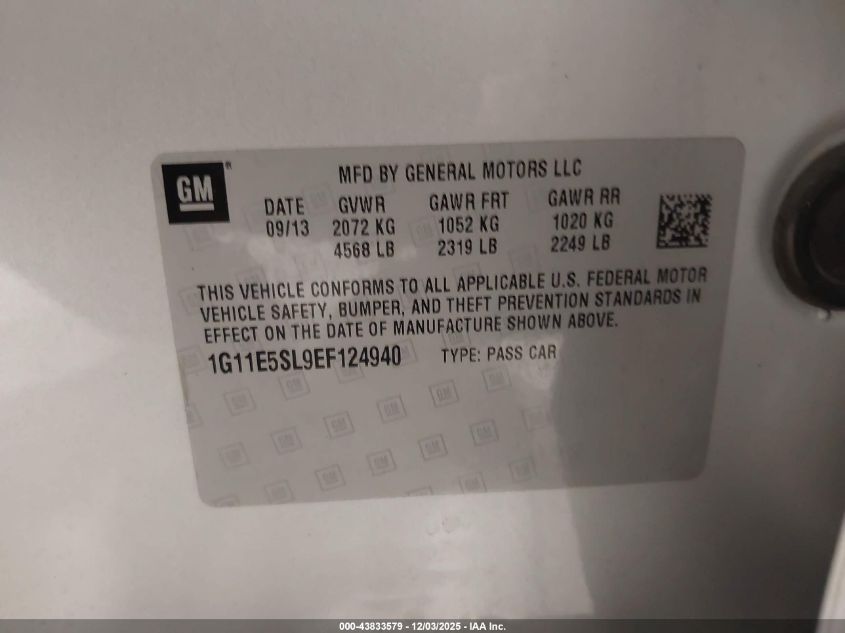 GM®
MFD BY GENERAL MOTORS LLC
DATE GVWR GAWR FRT GAWR RR
09/13 2072 KG 1052 KG 1020 KG
4568 LB 2319 LB 2249 LB
THIS VEHICLE CONFORMS TO ALL APPLICABLE U.S. FEDERAL MOTOR
VEHICLE SAFETY, BUMPER, AND THEFT PREVENTION STANDARDS IN
EFFECT ON THE DATE OF MANUFACTURE SHOWN ABOVE.
1G11E5SL9EF124940 TYPE: PASS CAR
000-43833579 - 12/03/2025 - IAA Inc.